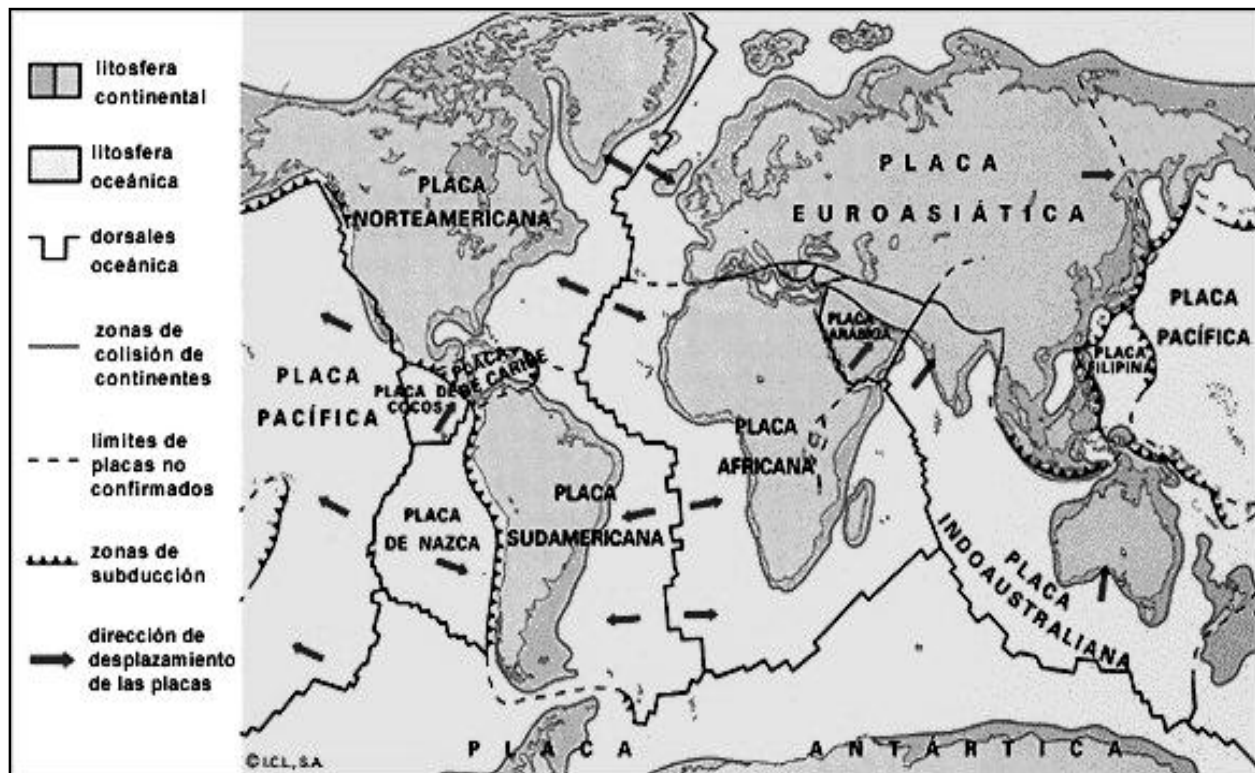 litosfera
continental
litosfera
oceánica
dorsales
oceánica
zonas de
colisión de
continentes
límites de
placas no
confirmados
zonas de
subducción
dirección de
desplazamiento
de las placas
PLACA
NORTEAMERICANA
PLACA
EUROASIÁTICA
PLACA
PACÍFICA
PLACA
FILIPINA
PLACA
ARÁBIGA
PLACA
DE CARIBE
PLACA DE
COCOS
PLACA
PACÍFICA
PLACA
AFRICANA
PLACA
SUDAMERICANA
PLACA
DE NAZCA
PLACA
INDOAUSTRALIANA
PLACA ANTÁRTICA
© I.C.L., S.A.